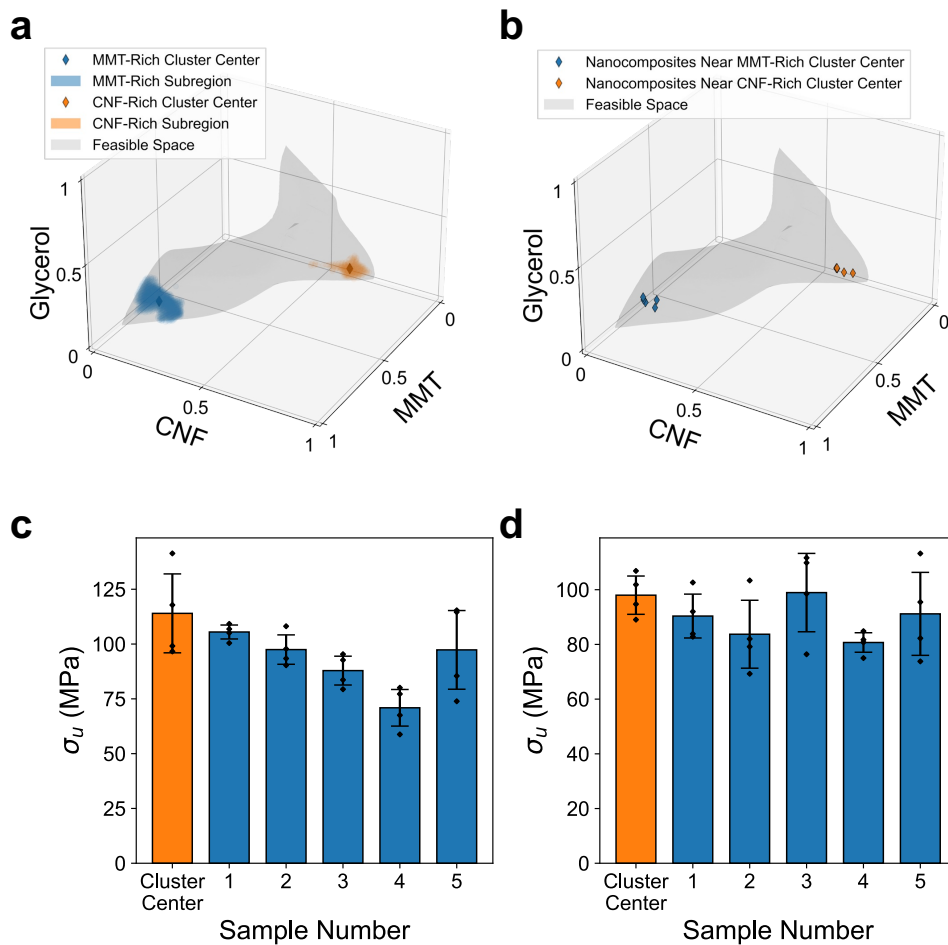 a
MMT-Rich Cluster Center
MMT-Rich Subregion
CNF-Rich Cluster Center
CNF-Rich Subregion
Feasible Space
1
0.5
0
Glycerol
0
0.5
1
CNF
1
0.5
0
MMT
b
Nanocomposites Near MMT-Rich Cluster Center
Nanocomposites Near CNF-Rich Cluster Center
Feasible Space
1
0.5
0
Glycerol
0
0.5
1
CNF
1
0.5
0
MMT
c
125
100
75
50
25
0
σu (MPa)
Cluster
Center
1 2 3 4 5
Sample Number
d
100
80
60
40
20
0
σu (MPa)
Cluster
Center
1 2 3 4 5
Sample Number